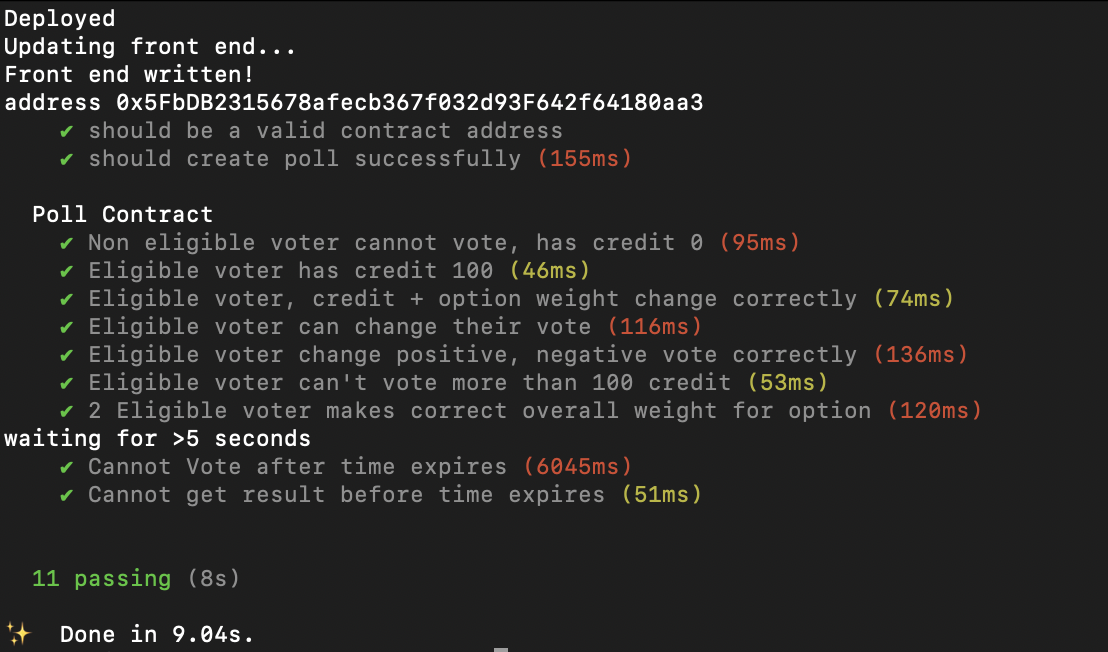 Deployed
Updating front end...
Front end written!
address 0x5FbDB2315678afecb367f032d93F642f64180aa3
✔ should be a valid contract address
✔ should create poll successfully (155ms)
Poll Contract
✔ Non eligible voter cannot vote, has credit 0 (95ms)
✔ Eligible voter has credit 100 (46ms)
✔ Eligible voter, credit + option weight change correctly (74ms)
✔ Eligible voter can change their vote (116ms)
✔ Eligible voter change positive, negative vote correctly (136ms)
✔ Eligible voter can't vote more than 100 credit (53ms)
✔ 2 Eligible voter makes correct overall weight for option (120ms)
waiting for >5 seconds
✔ Cannot Vote after time expires (6045ms)
✔ Cannot get result before time expires (51ms)
11 passing (8s)
✨ Done in 9.04s.